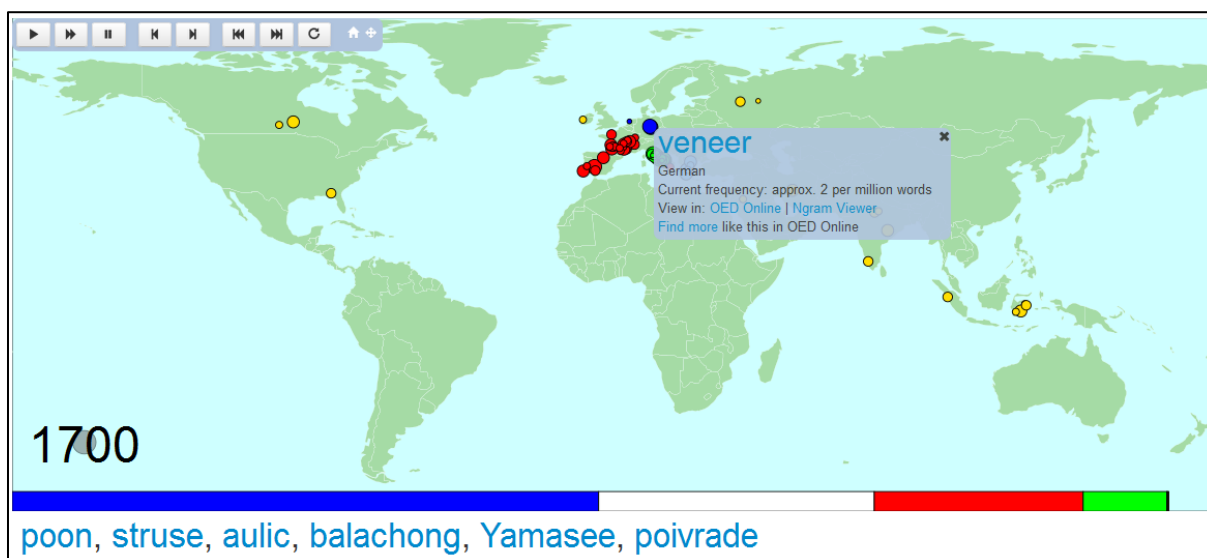 veneer
German
Current frequency: approx. 2 per million words
View in: OED Online | Ngram Viewer
Find more like this in OED Online
1700
poon, struse, aulic, balachong, Yamasee, poivrade